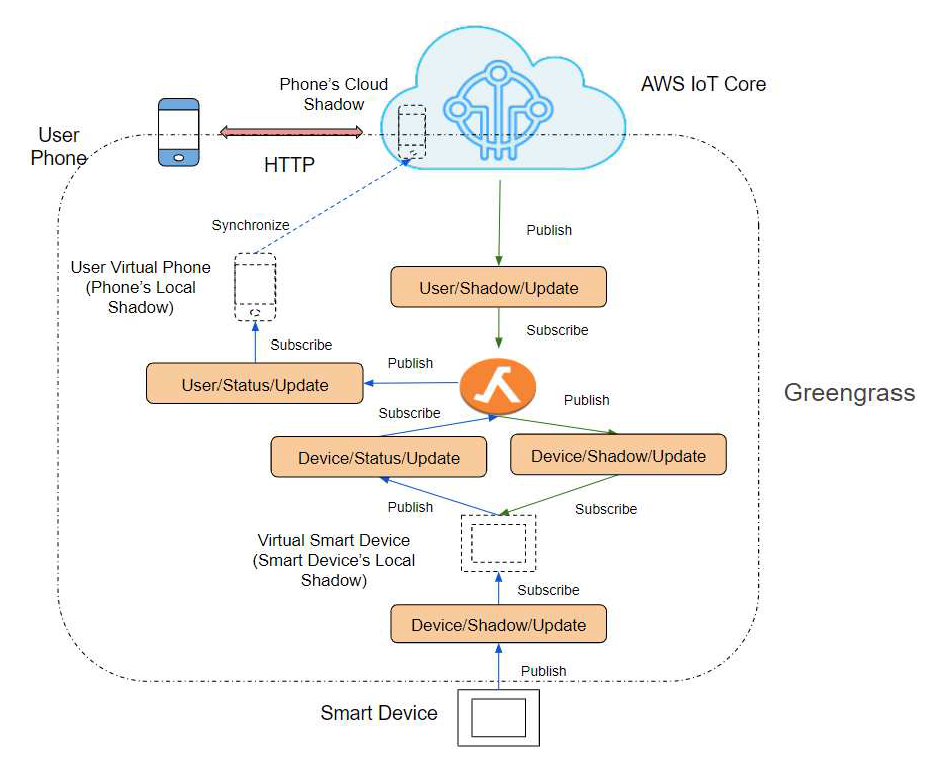 Phone's Cloud
Shadow
AWS IoT Core
User
Phone
HTTP
Synchronize
Publish
User Virtual Phone
(Phone's Local
Shadow)
User/Shadow/Update
Subscribe
Subscribe
Publish
User/Status/Update
Publish
Greengrass
Subscribe
Device/Status/Update
Device/Shadow/Update
Publish
Subscribe
Virtual Smart Device
(Smart Device's Local
Shadow)
Subscribe
Device/Shadow/Update
Publish
Smart Device